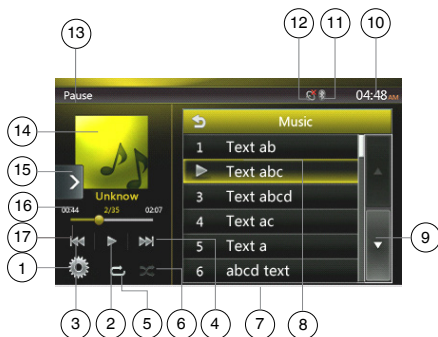 12 11 10
13
Pause 04:48 AM
14
Music
1 Text ab
15
Text abc
Unknow
3 Text abcd
16
00:44 2/35 02:07
4 Text ac
17
9
5 Text a
1
6 abcd text
3 2 5 6 4 7 8